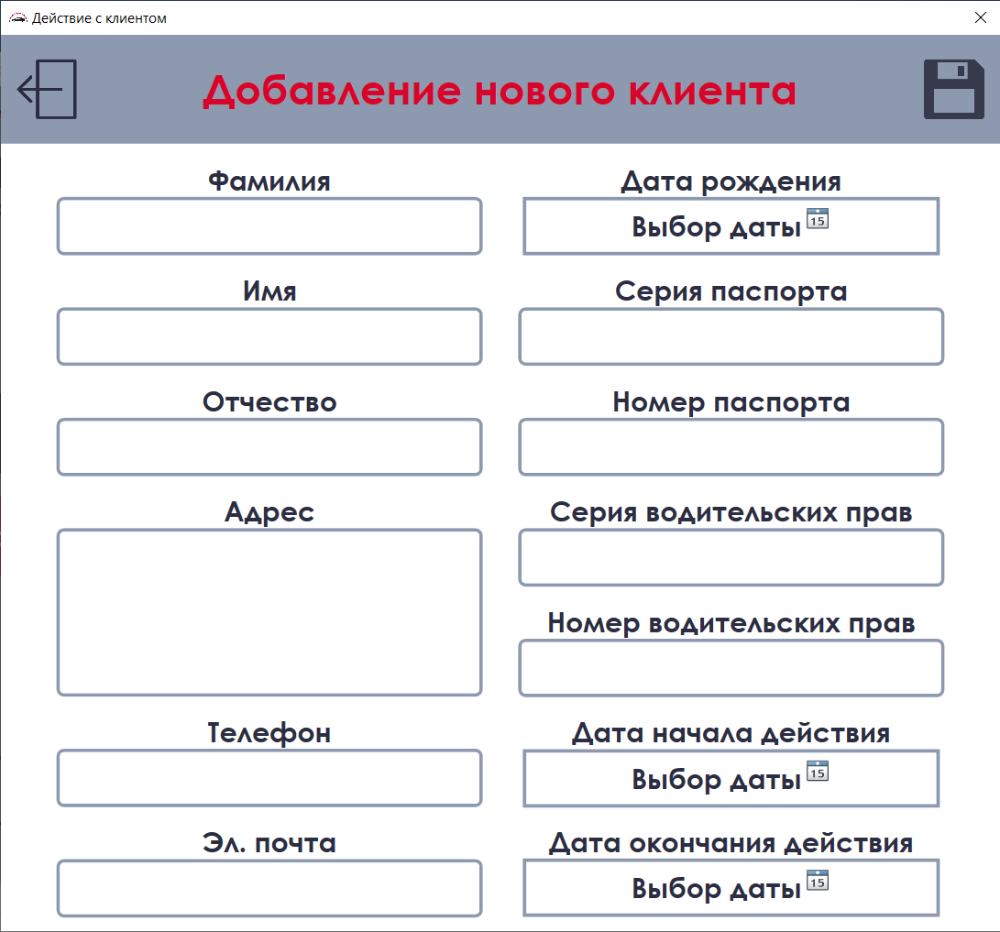 Действие с клиентом
Добавление нового клиента
Фамилия
Имя
Отчество
Адрес
Телефон
Эл. почта
Дата рождения
Выбор даты 15
Серия паспорта
Номер паспорта
Серия водительских прав
Номер водительских прав
Дата начала действия
Выбор даты 15
Дата окончания действия
Выбор даты 15